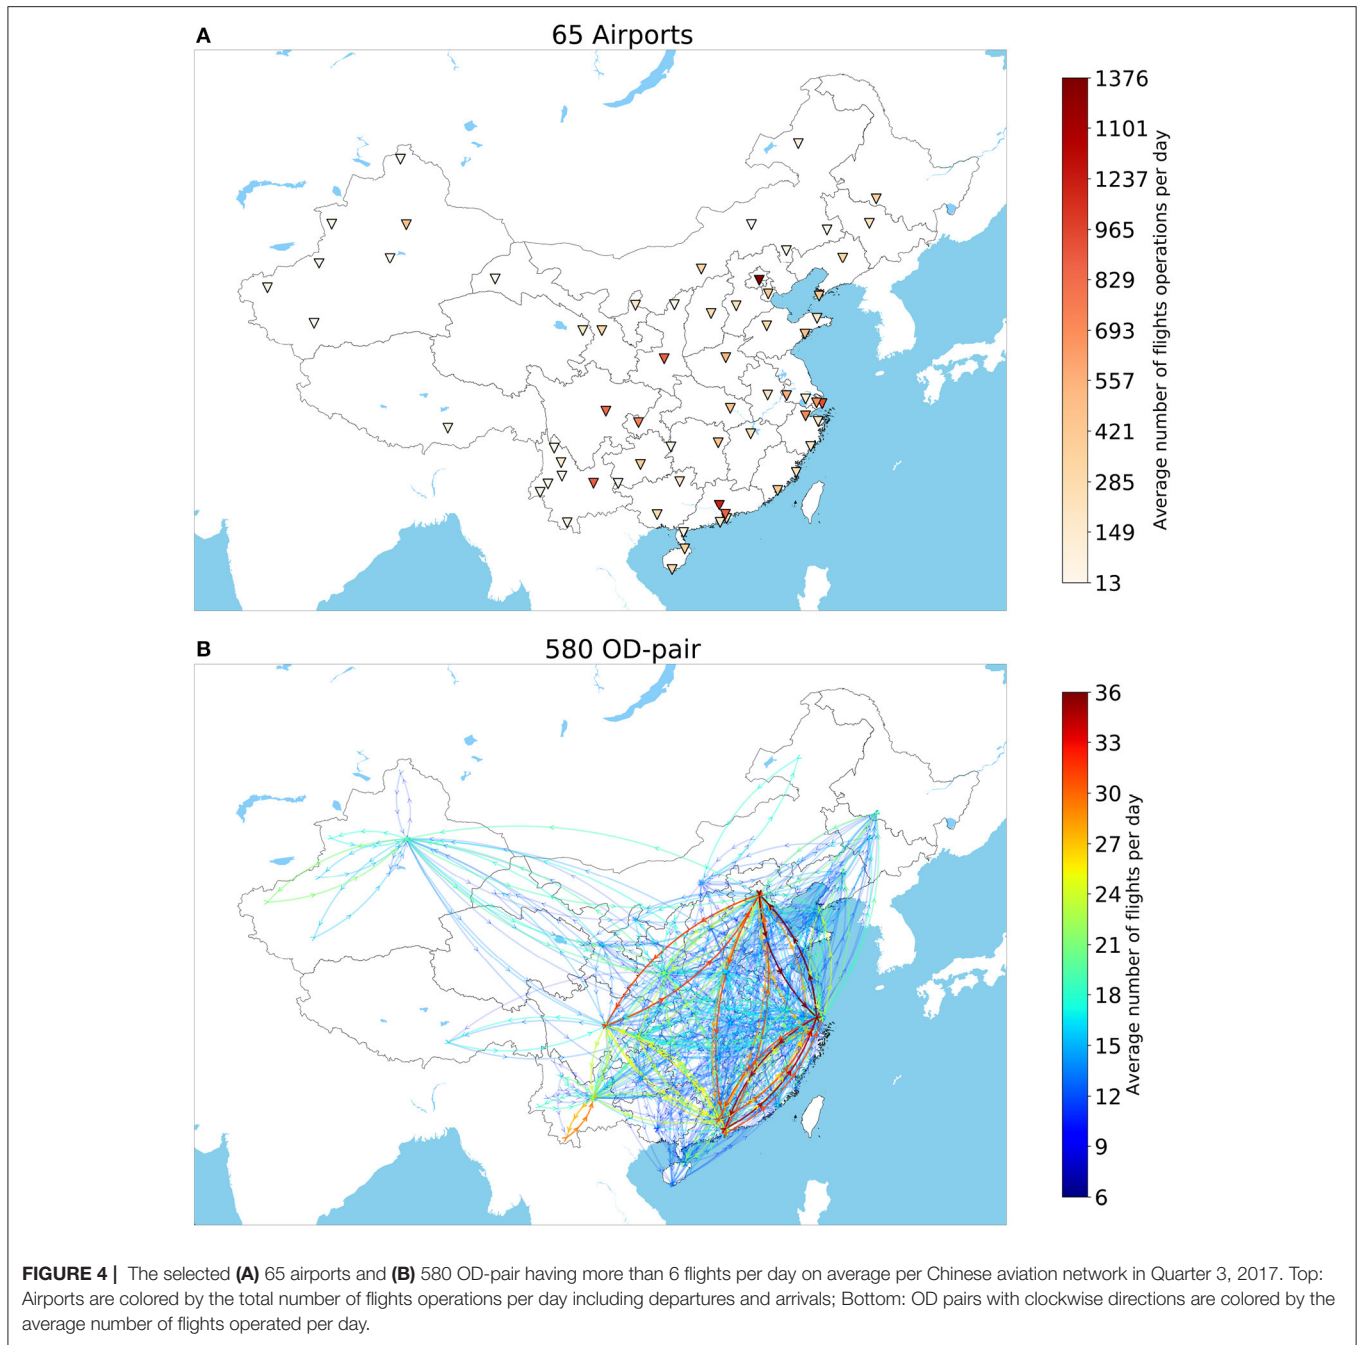 A
65 Airports
1376
1101
1237
965
829
693
557
421
285
149
13
Average number of flights operations per day
B
580 OD-pair
36
33
30
27
24
21
18
15
12
9
6
Average number of flights per day
FIGURE 4 | The selected (A) 65 airports and (B) 580 OD-pair having more than 6 flights per day on average per Chinese aviation network in Quarter 3, 2017. Top:
Airports are colored by the total number of flights operations per day including departures and arrivals; Bottom: OD pairs with clockwise directions are colored by the
average number of flights operated per day.